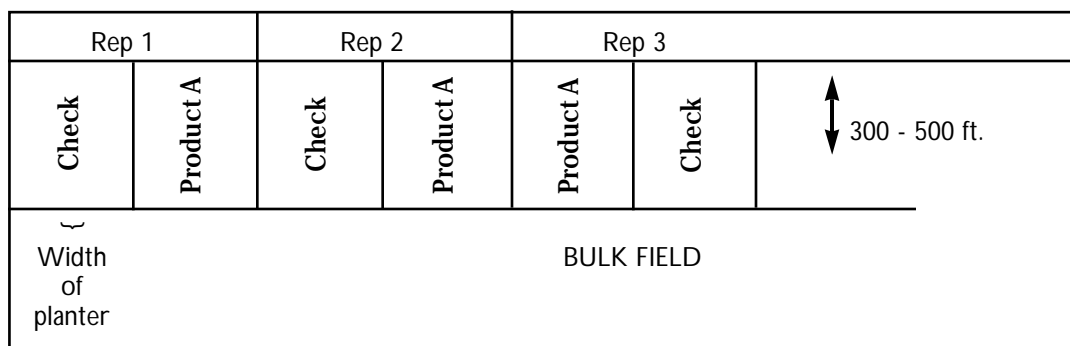 Rep 1
Rep 2
Rep 3
Check
Product A
Check
Product A
Product A
Check
300 - 500 ft.
Width
of
planter
BULK FIELD